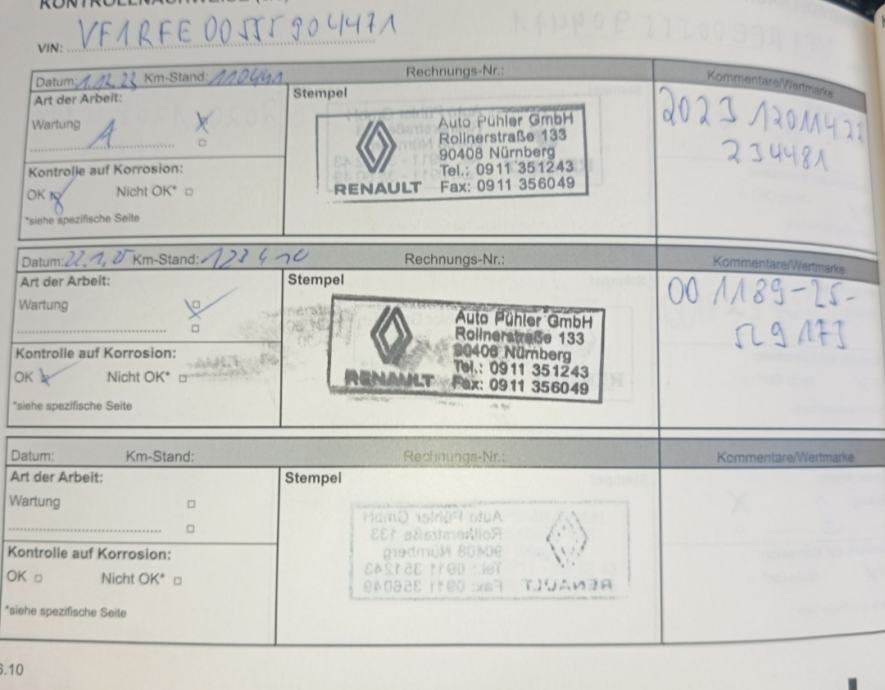 VIN: VF1RFE00555904471
Datum: 1.12.23 Km-Stand: 110441 Rechnungs-Nr.: Kommentare/Wertmarke
Art der Arbeit:
Wartung
A
Kontrolle auf Korrosion:
OK Nicht OK*
*siehe spezifische Seite
Stempel
RENAULT
Auto Pühler GmbH
Rollnerstraße 133
90408 Nürnberg
Tel.: 0911 351243
Fax: 0911 356049
2023
234481
Datum: 22.1.25 Km-Stand: 123410 Rechnungs-Nr.: Kommentare/Wertmarke
Art der Arbeit:
Wartung
Kontrolle auf Korrosion:
OK Nicht OK*
*siehe spezifische Seite
Stempel
RENAULT
Auto Pühler GmbH
Rollnerstraße 133
90408 Nürnberg
Tel.: 0911 351243
Fax: 0911 356049
00 1189-25-
529173
Datum: Km-Stand: Rechnungs-Nr.: Kommentare/Wertmarke
Art der Arbeit:
Wartung
Kontrolle auf Korrosion:
OK Nicht OK*
*siehe spezifische Seite
Stempel
6.10